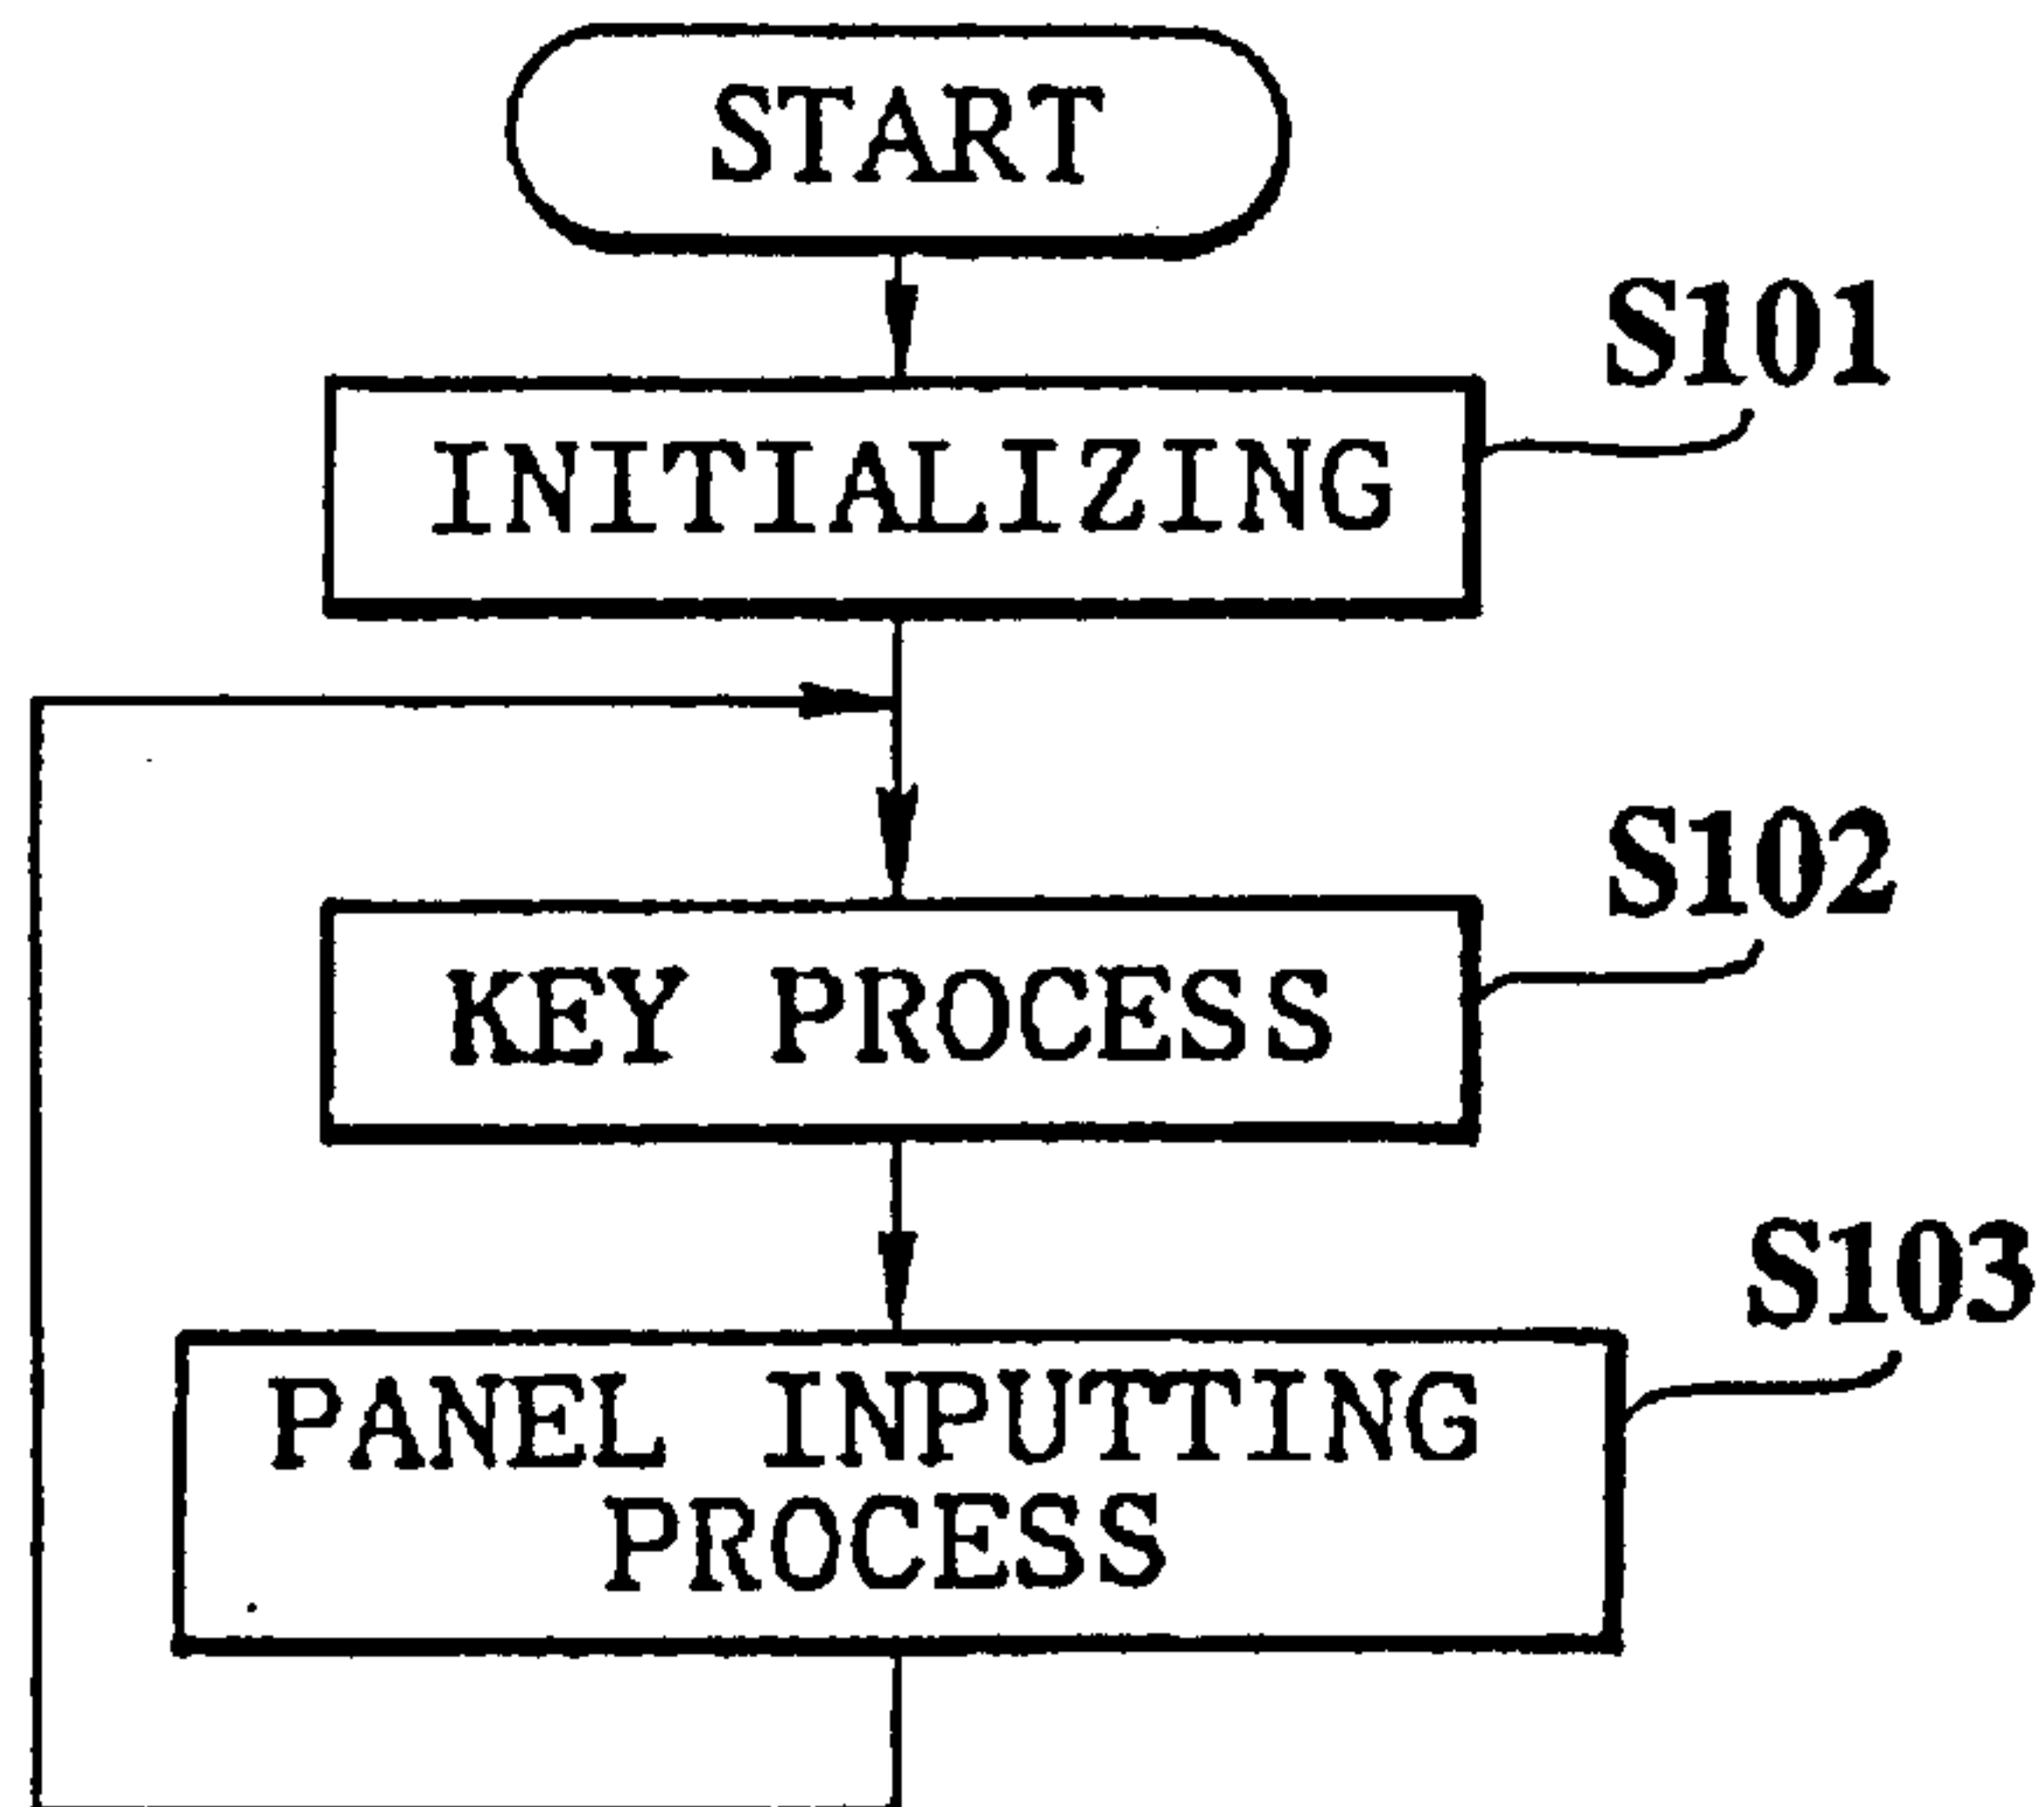 START
S101
INITIALIZING
S102
KEY PROCESS
S103
PANEL INPUTTING
PROCESS